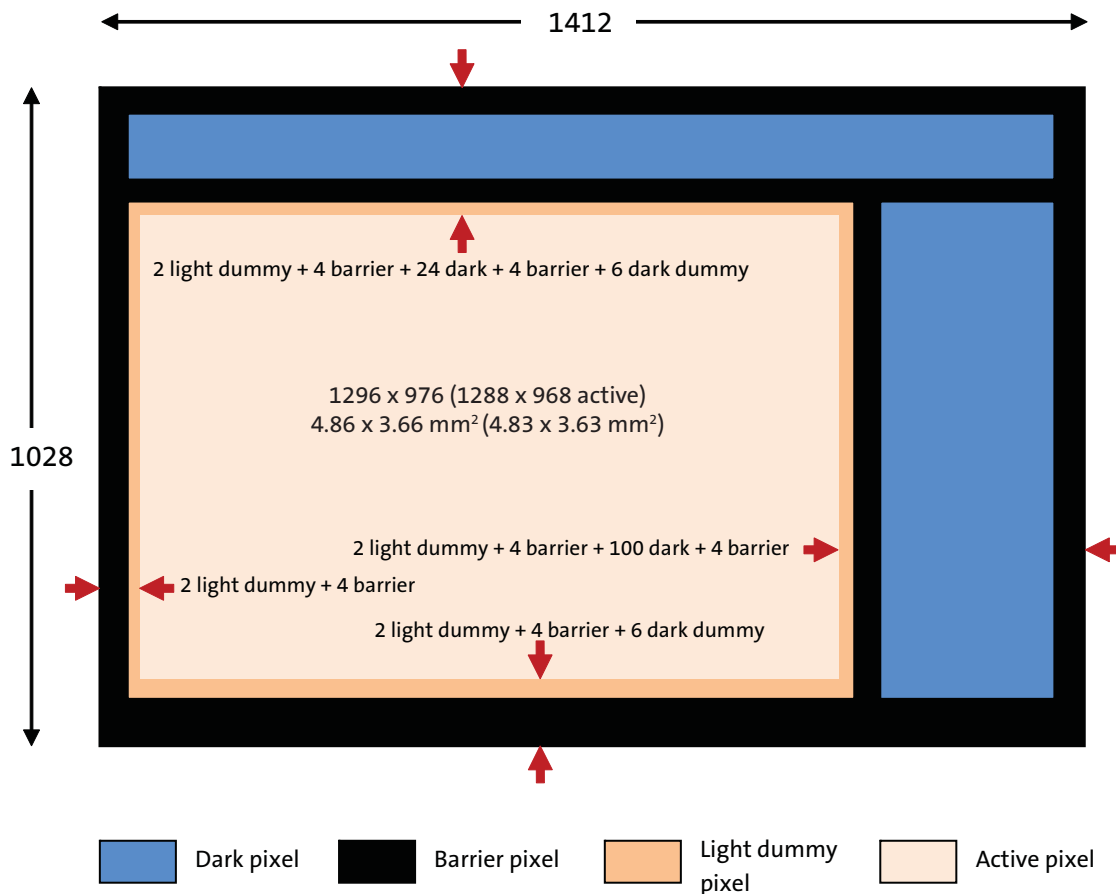 1412
2 light dummy + 4 barrier + 24 dark + 4 barrier + 6 dark dummy
1296 x 976 (1288 x 968 active)
4.86 x 3.66 mm² (4.83 x 3.63 mm²)
1028
2 light dummy + 4 barrier + 100 dark + 4 barrier
2 light dummy + 4 barrier
2 light dummy + 4 barrier + 6 dark dummy
Dark pixel
Barrier pixel
Light dummy
pixel
Active pixel